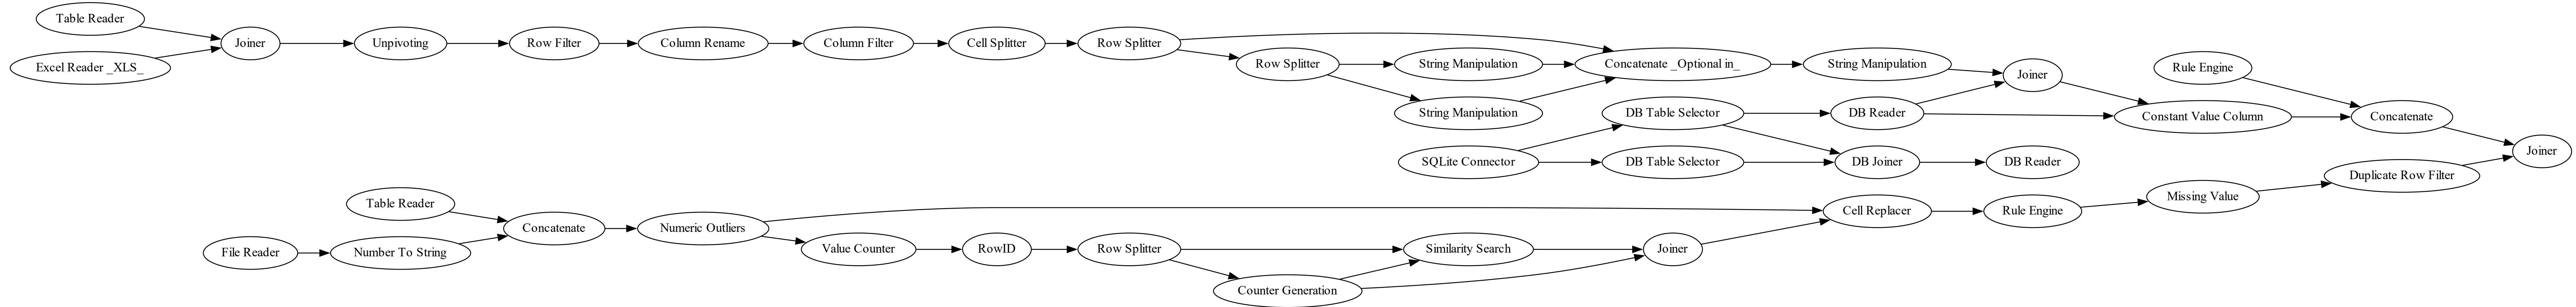 Table Reader
Excel Reader _XLS_
Joiner
Unpivoting
Row Filter
Column Rename
Column Filter
Cell Splitter
Row Splitter
Row Splitter
String Manipulation
String Manipulation
Concatenate _Optional in_
String Manipulation
Joiner
Rule Engine
DB Table Selector
DB Reader
Constant Value Column
Concatenate
SQLite Connector
DB Table Selector
DB Joiner
DB Reader
Joiner
Table Reader
File Reader
Number To String
Concatenate
Numeric Outliers
Value Counter
RowID
Row Splitter
Counter Generation
Similarity Search
Joiner
Cell Replacer
Rule Engine
Missing Value
Duplicate Row Filter